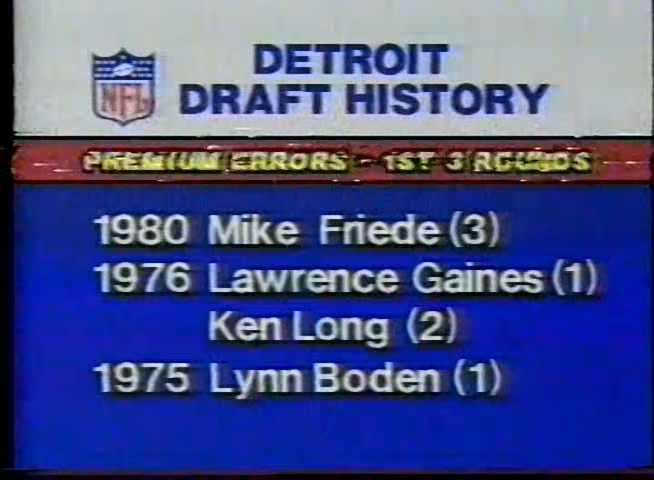 DETROIT
NFL DRAFT HISTORY
PREMIUM ERRORS - 1ST 3 ROUNDS
1980 Mike Friede (3)
1976 Lawrence Gaines (1)
Ken Long (2)
1975 Lynn Boden (1)